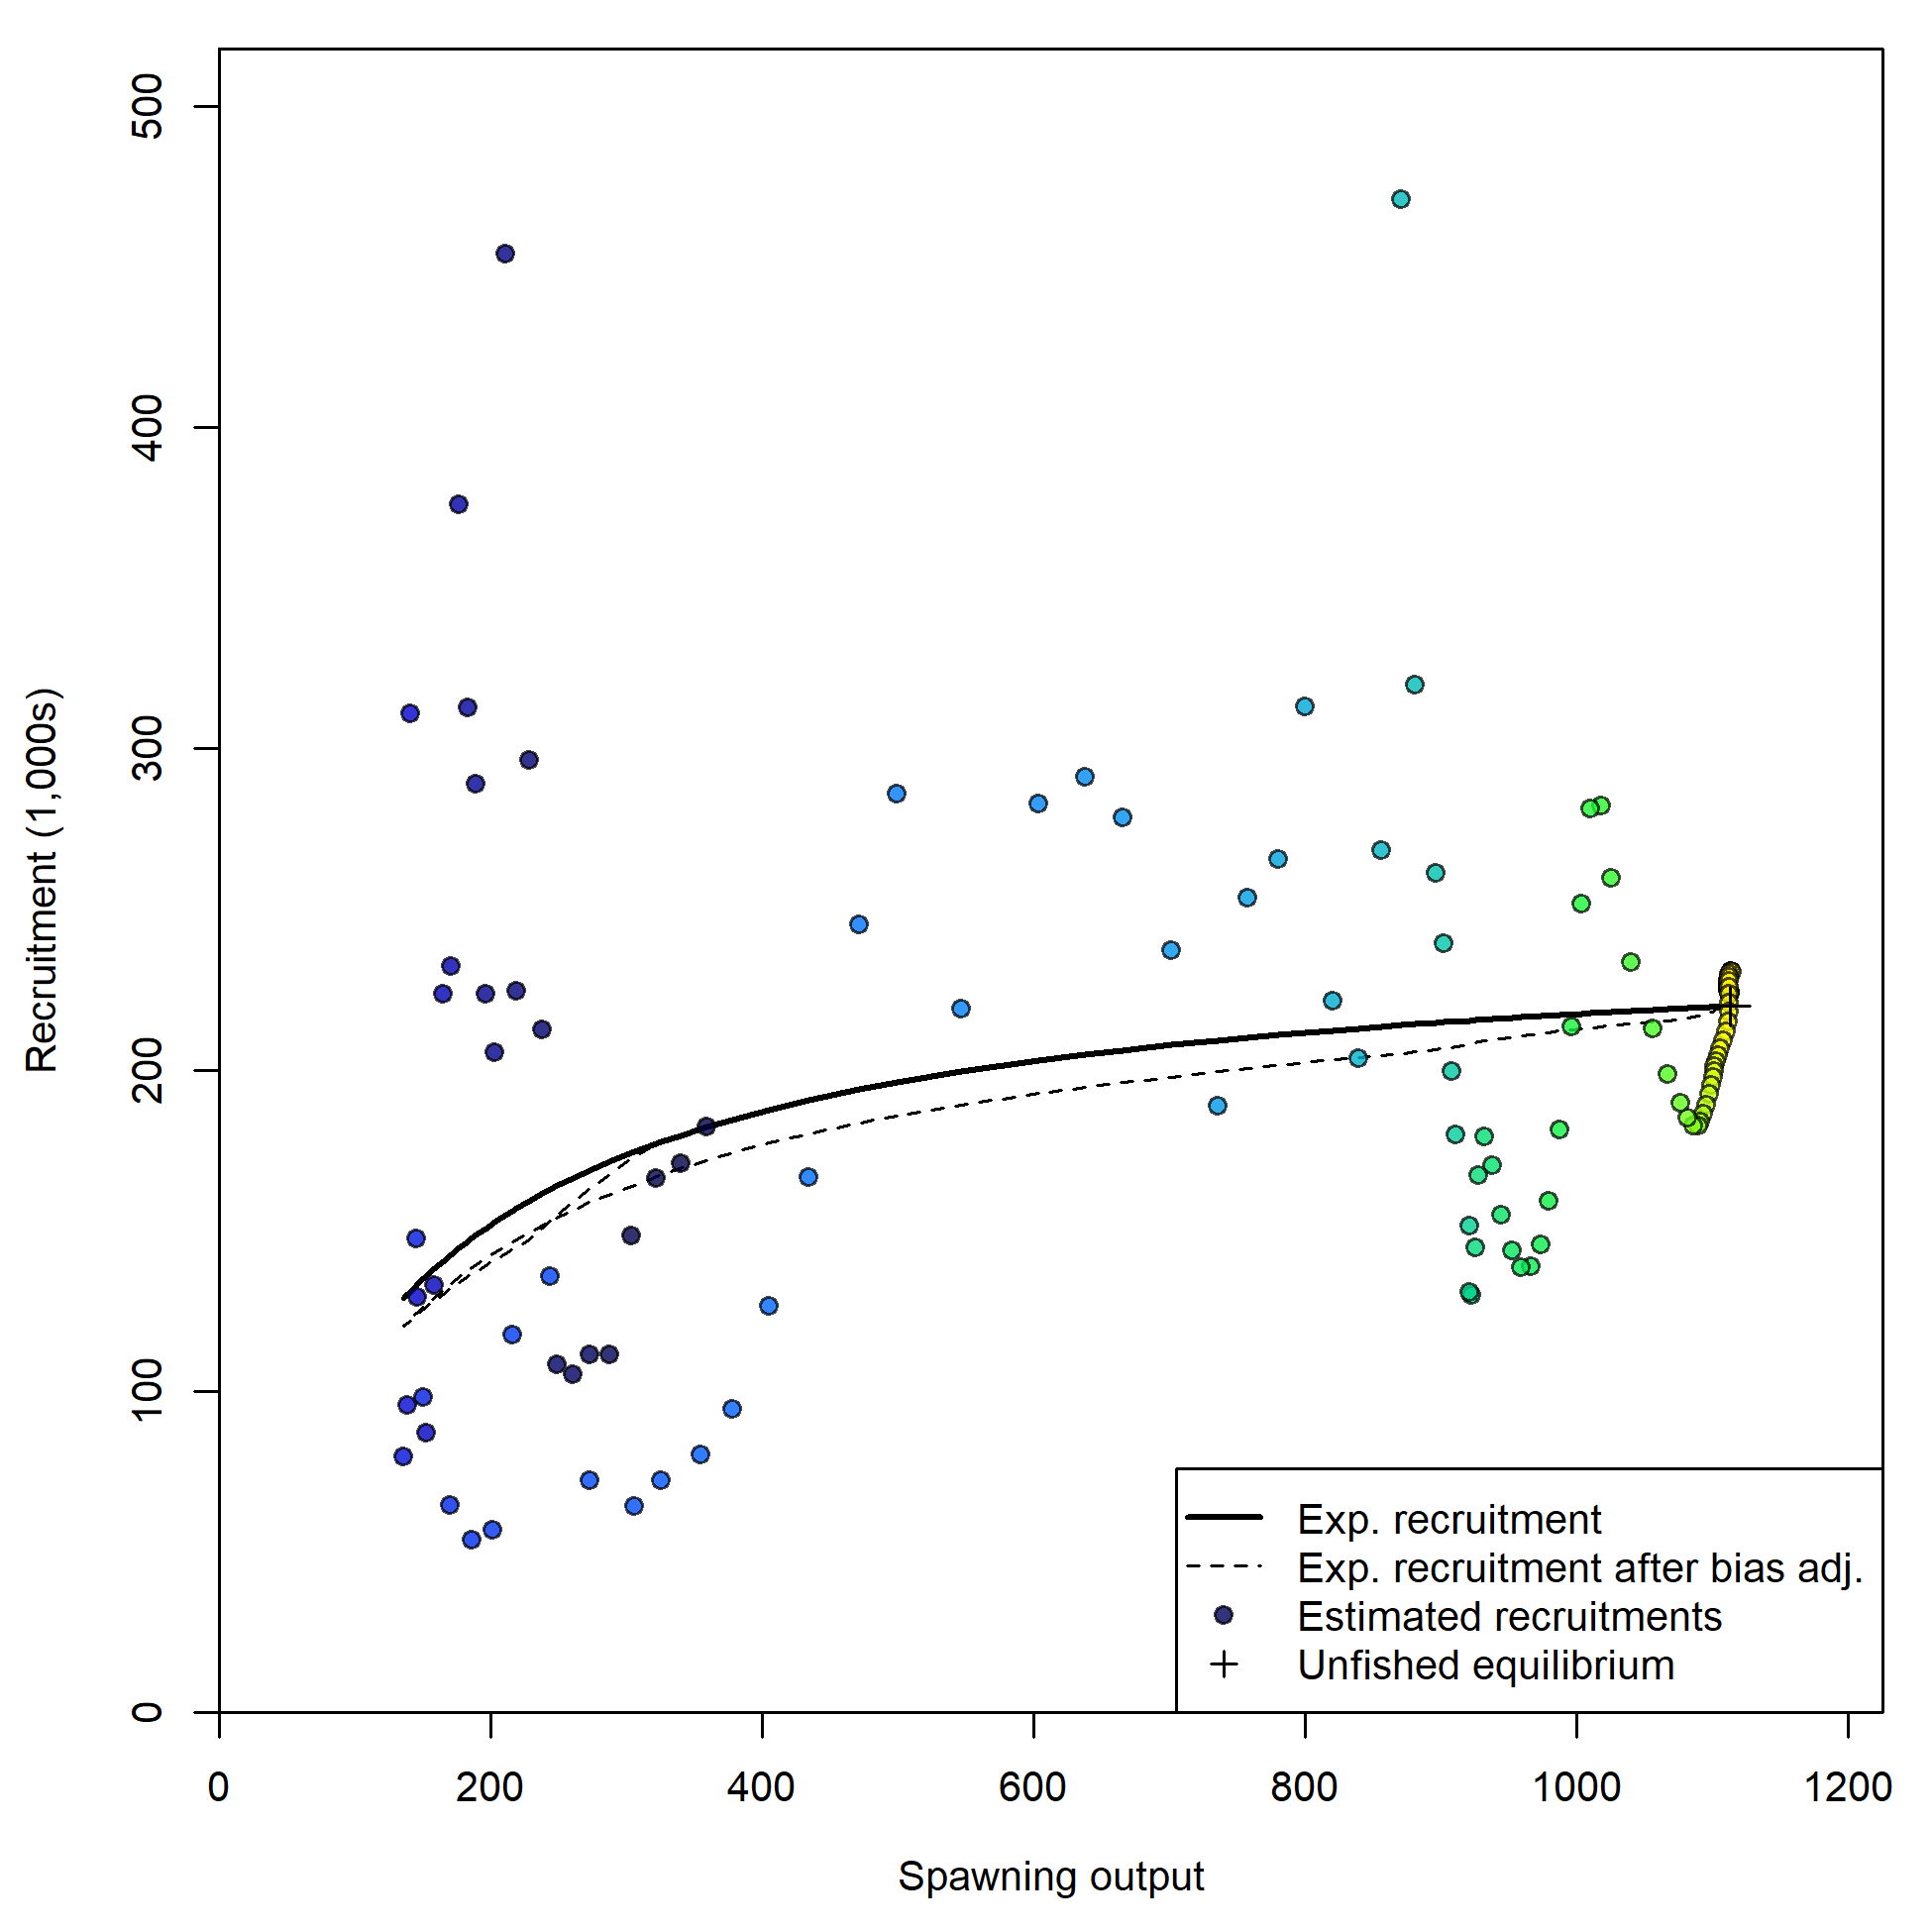 500
400
300
200
100
0
Recruitment (1,000s)
0 200 400 600 800 1000 1200
Spawning output
Exp. recruitment
Exp. recruitment after bias adj.
Estimated recruitments
Unfished equilibrium